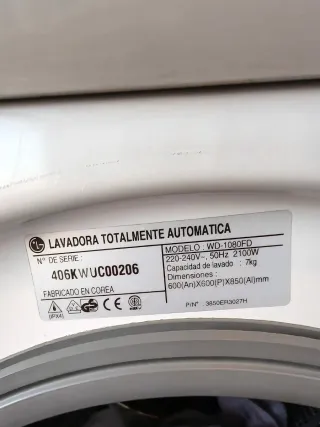 LG LAVADORA TOTALMENTE AUTOMATICA
N° DE SERIE :
406KWUC00206
FABRICADO EN COREA
MODELO : WD-1080FD
220-240V~, 50Hz 2100W
Capacidad de lavado : 7kg
Dimensiones :
600(An)X600(P)X850(Al)mm
IPX4
P/N° : 3850ER3027H